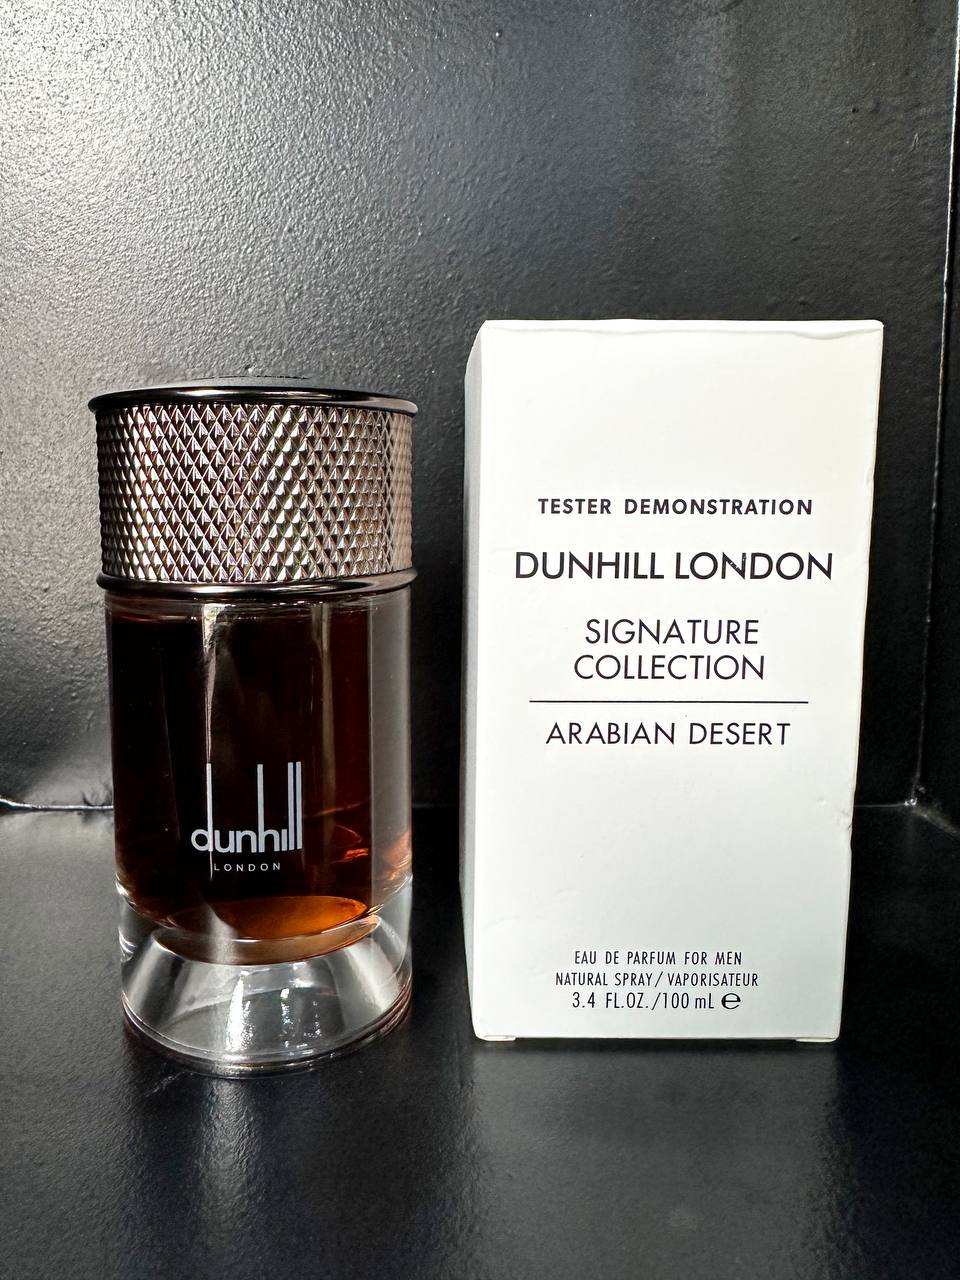 dunhill
LONDON
TESTER DEMONSTRATION
DUNHILL LONDON
SIGNATURE
COLLECTION
ARABIAN DESERT
EAU DE PARFUM FOR MEN
NATURAL SPRAY/VAPORISATEUR
3.4 FL.OZ./100 mL ℮